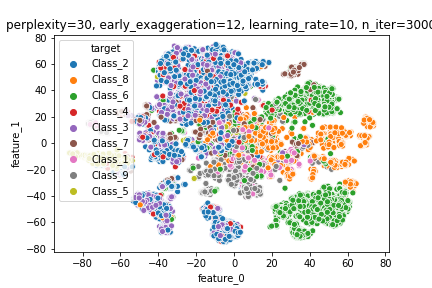 perplexity=30, early_exaggeration=12, learning_rate=10, n_iter=3000
target
Class_2
Class_8
Class_6
Class_4
Class_3
Class_7
Class_1
Class_9
Class_5
80
60
40
20
0
−20
−40
−60
−80
feature_1
−80 −60 −40 −20 0 20 40 60 80
feature_0